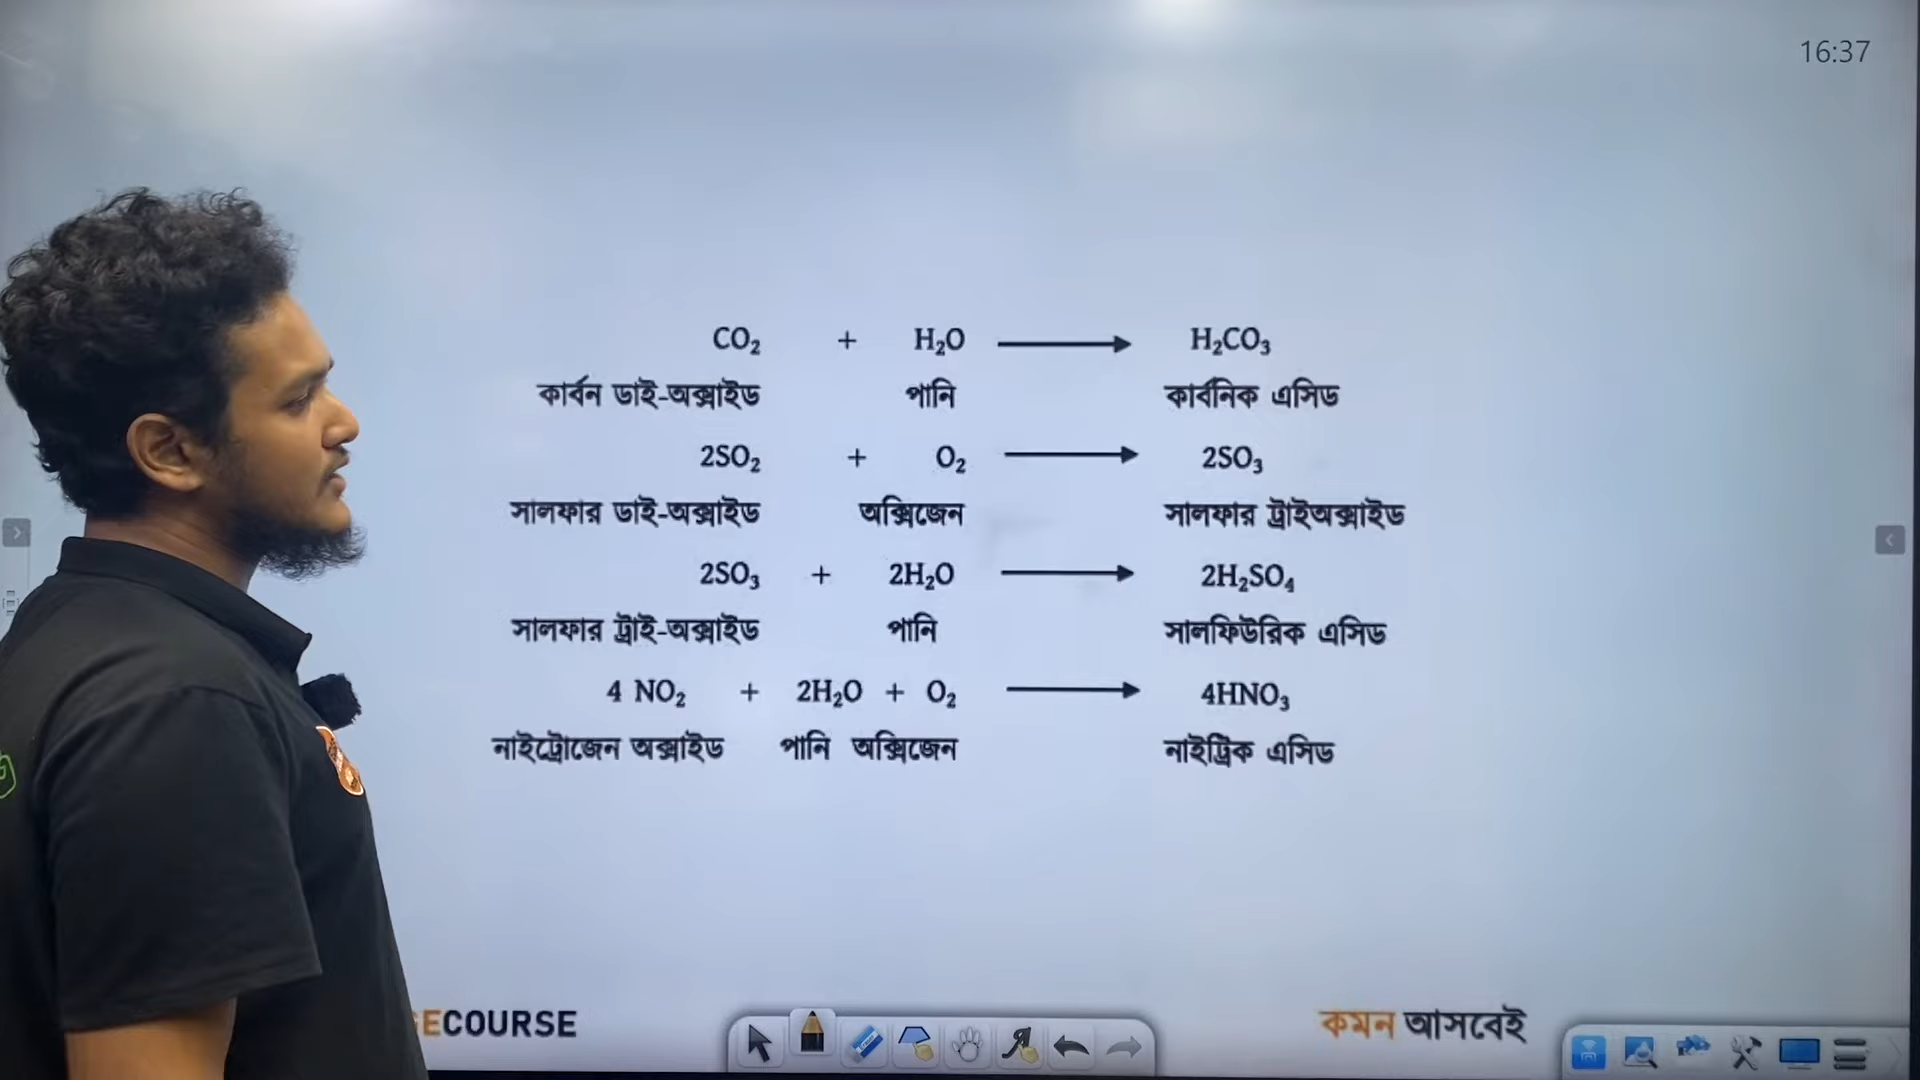 16:37
CO₂ + H₂O ⟶ H₂CO₃
কার্বন ডাই-অক্সাইড পানি কার্বনিক এসিড
2SO₂ + O₂ ⟶ 2SO₃
সালফার ডাই-অক্সাইড অক্সিজেন সালফার ট্রাইঅক্সাইড
2SO₃ + 2H₂O ⟶ 2H₂SO₄
সালফার ট্রাই-অক্সাইড পানি সালফিউরিক এসিড
4 NO₂ + 2H₂O + O₂ ⟶ 4HNO₃
নাইট্রোজেন অক্সাইড পানি অক্সিজেন নাইট্রিক এসিড
ECOURSE
কমন আসবেই